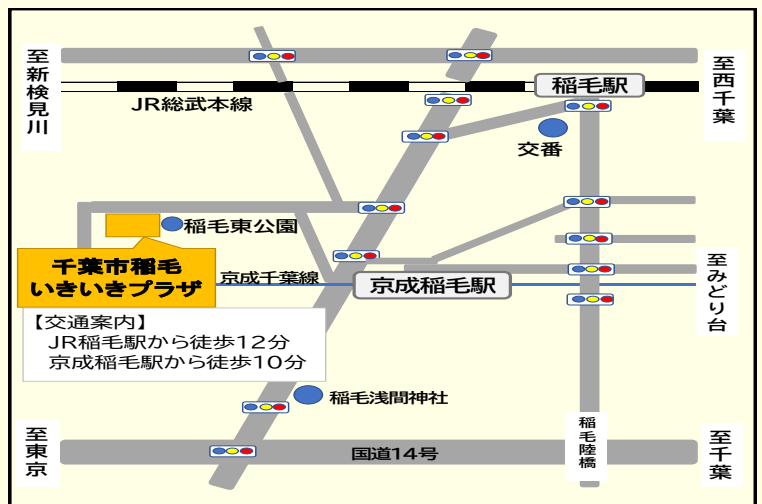 至新検見川
JR総武本線
稲毛駅
至西千葉
交番
稲毛東公園
千葉市稲毛
いきいきプラザ
京成千葉線
京成稲毛駅
至みどり台
【交通案内】
JR稲毛駅から徒歩12分
京成稲毛駅から徒歩10分
稲毛浅間神社
至東京
国道14号
稲毛陸橋
至千葉